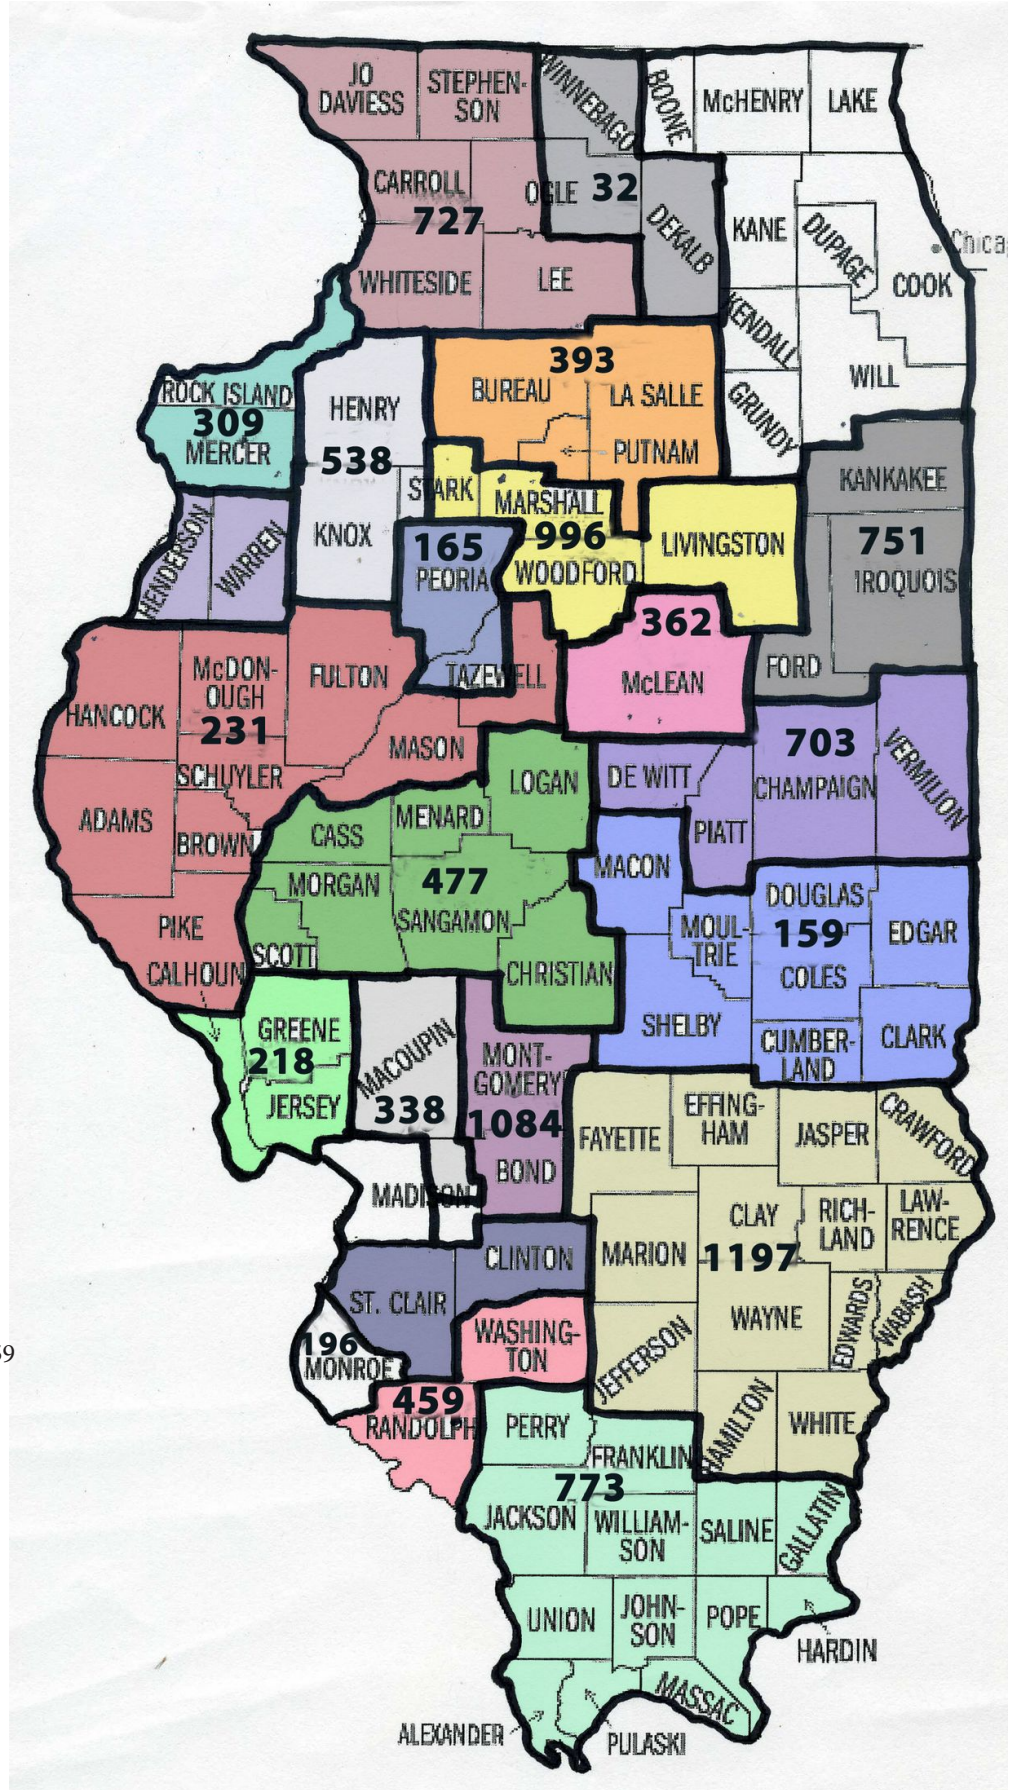 JO
DAVIESS
STEPHEN-
SON
WINNEBAGO
BOONE
McHENRY
LAKE
CARROLL
727
OGLE
32
DEKALB
KANE
DUPAGE
COOK
WHITESIDE
LEE
KENDALL
WILL
GRUNDY
ROCK ISLAND
309
MERCER
HENRY
538
KNOX
393
BUREAU
LA SALLE
PUTNAM
STARK
MARSHALL
996
WOODFORD
LIVINGSTON
KANKAKEE
751
IROQUOIS
FORD
HENDERSON
WARREN
165
PEORIA
TAZEWELL
362
McLEAN
HANCOCK
McDON-
OUGH
231
SCHUYLER
FULTON
MASON
ADAMS
BROWN
PIKE
CALHOUN
LOGAN
CASS
MENARD
MORGAN
477
SANGAMON
SCOTT
CHRISTIAN
DE WITT
PIATT
703
CHAMPAIGN
VERMILION
MACON
MOUL-
TRIE
DOUGLAS
159
COLES
EDGAR
SHELBY
CUMBER-
LAND
CLARK
GREENE
218
JERSEY
MACOUPIN
338
MONT-
GOMERY
1084
BOND
MADISON
FAYETTE
EFFING-
HAM
JASPER
CRAWFORD
CLAY
RICH-
LAND
LAW-
RENCE
MARION
1197
WAYNE
EDWARDS
WABASH
JEFFERSON
HAMILTON
WHITE
CLINTON
ST. CLAIR
WASHING-
TON
196
MONROE
459
RANDOLPH
59
PERRY
FRANKLIN
773
JACKSON
WILLIAM-
SON
SALINE
GALLATIN
UNION
JOHN-
SON
POPE
HARDIN
MASSAC
ALEXANDER
PULASKI